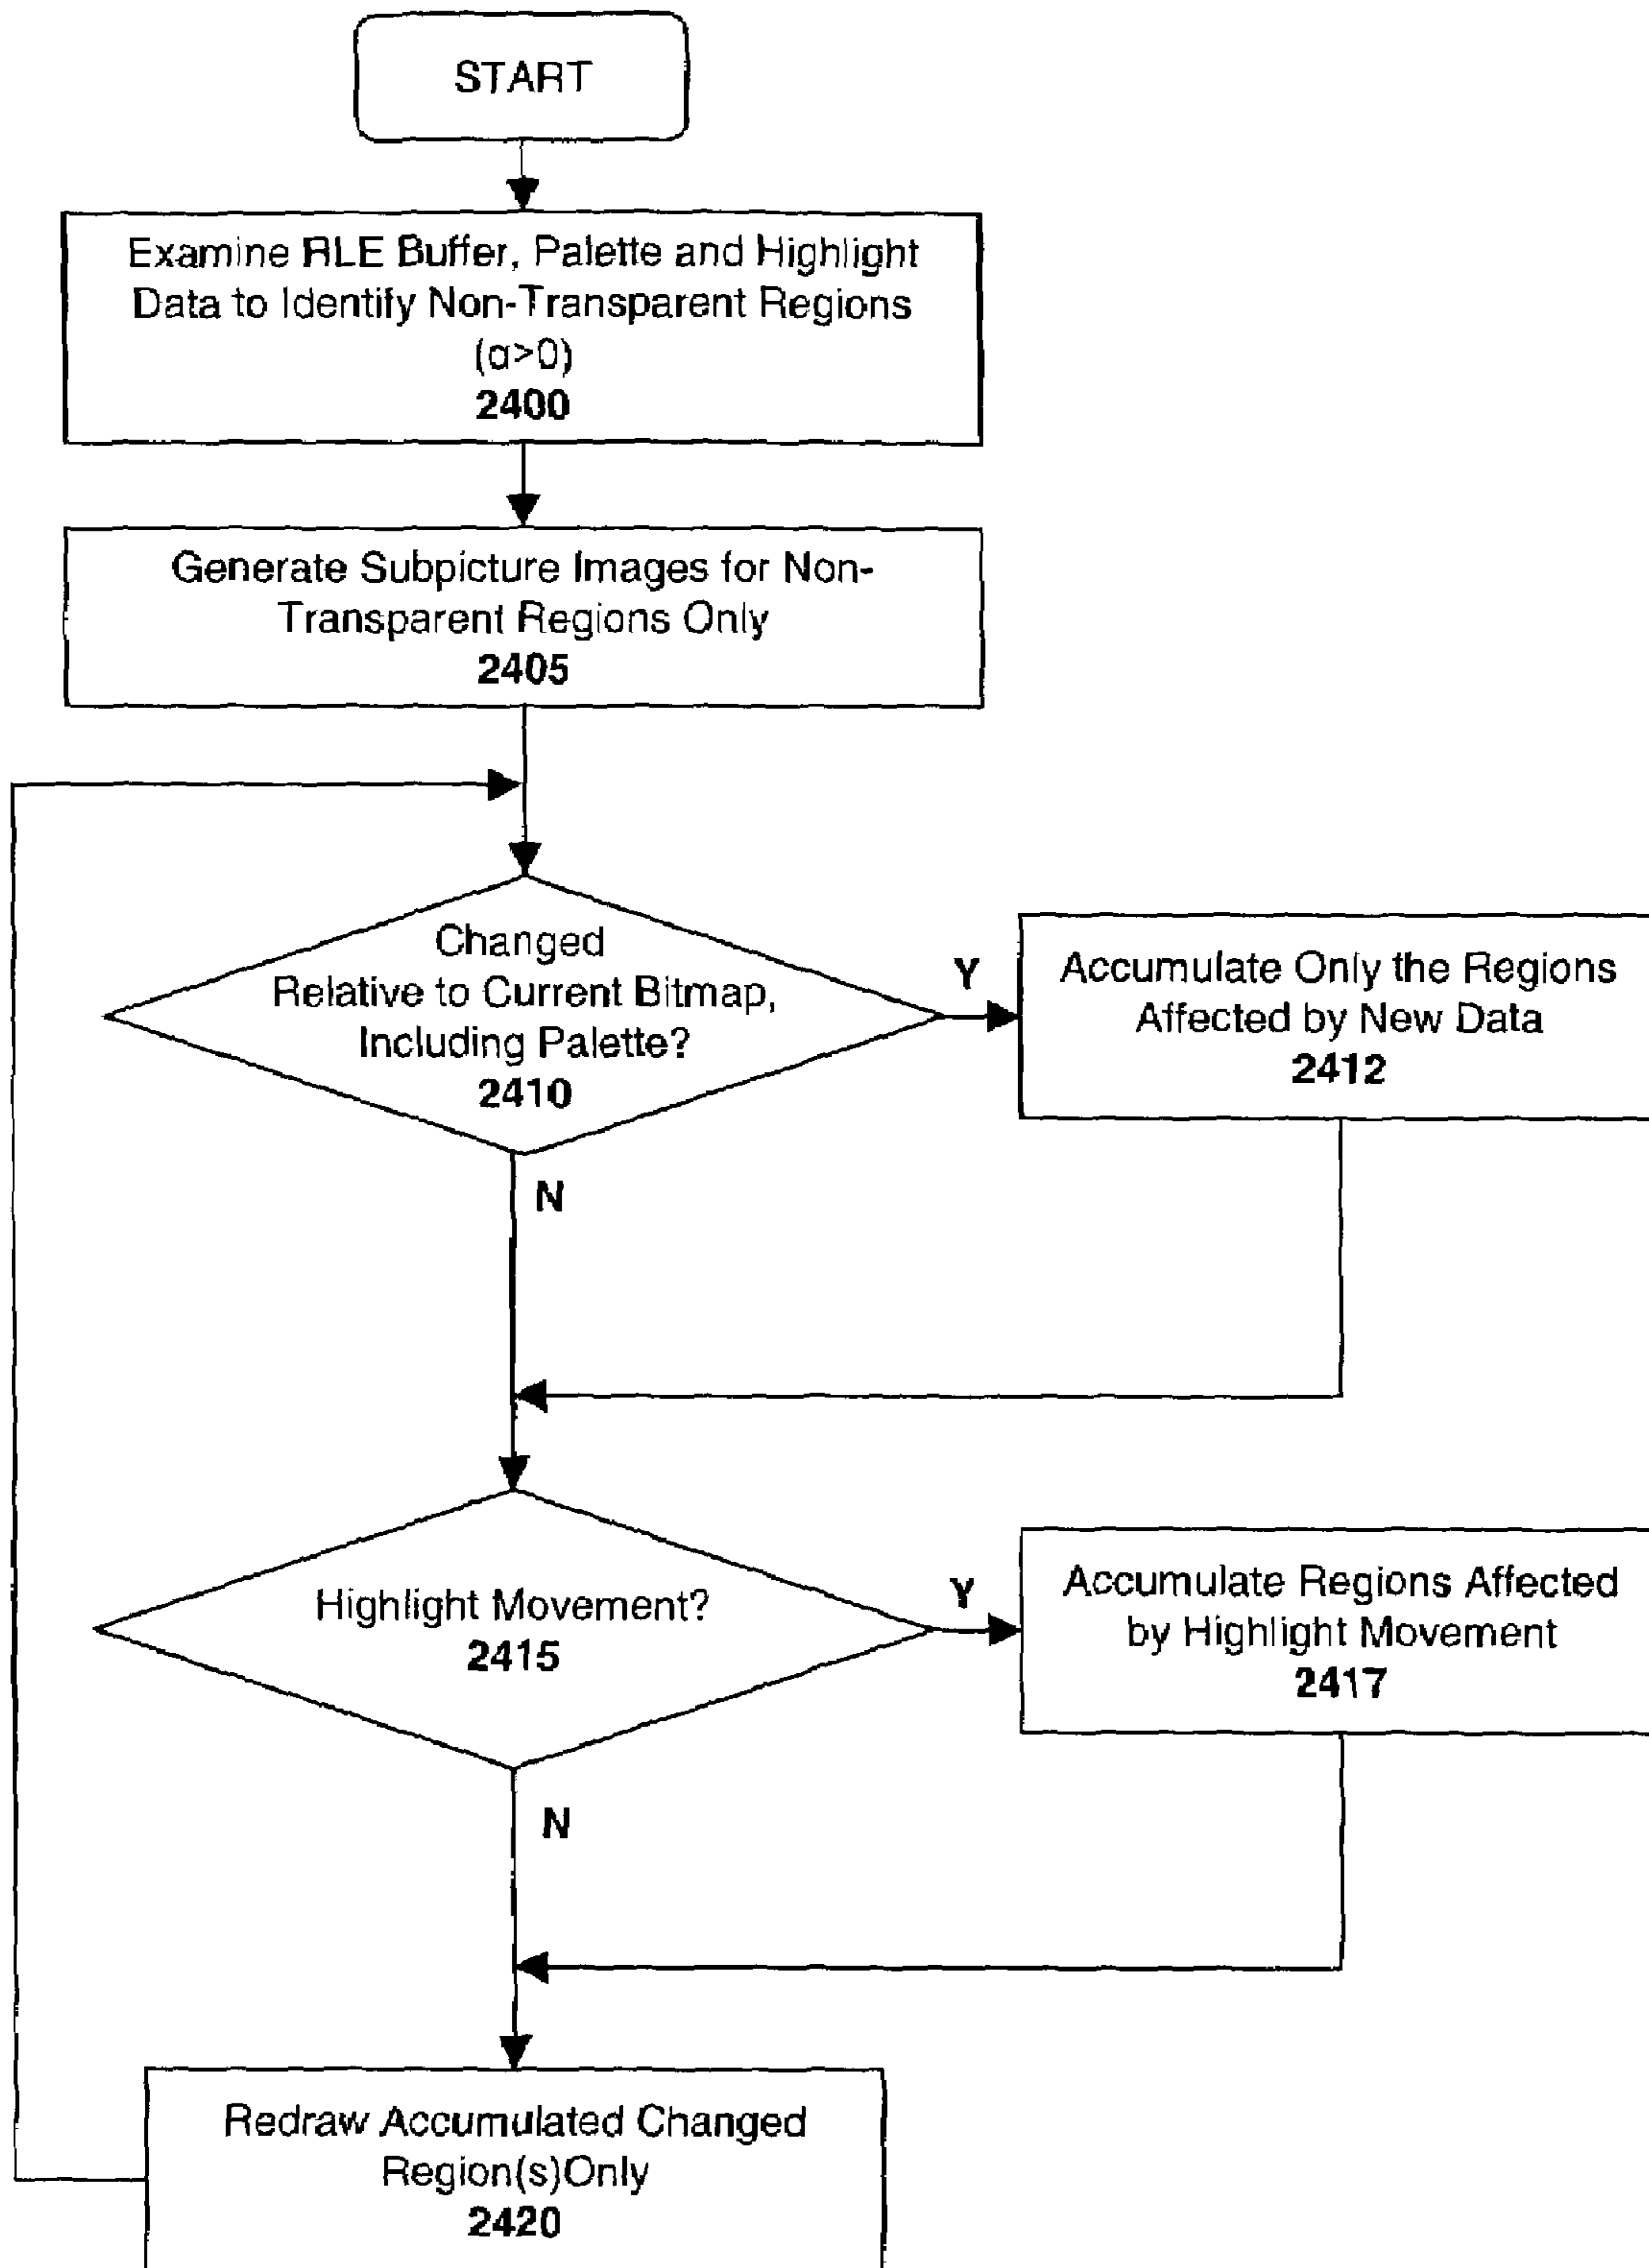 START
Examine RLE Buffer, Palette and Highlight
Data to Identify Non-Transparent Regions
(α>0)
2400
Generate Subpicture Images for Non-
Transparent Regions Only
2405
Changed
Relative to Current Bitmap,
Including Palette?
2410
Y
Accumulate Only the Regions
Affected by New Data
2412
N
Highlight Movement?
2415
Y
Accumulate Regions Affected
by Highlight Movement
2417
N
Redraw Accumulated Changed
Region(s)Only
2420